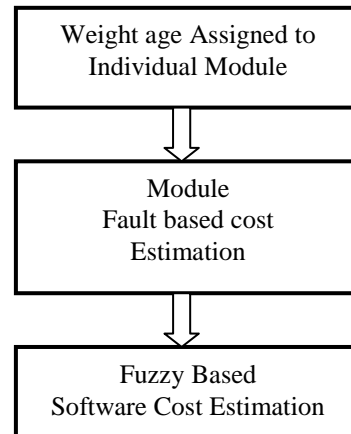 Weight age Assigned to
Individual Module
Module
Fault based cost
Estimation
Fuzzy Based
Software Cost Estimation